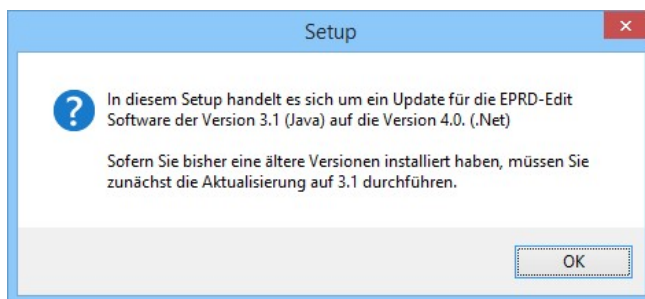 Setup
In diesem Setup handelt es sich um ein Update für die EPRD-Edit
Software der Version 3.1 (Java) auf die Version 4.0. (.Net)
Sofern Sie bisher eine ältere Versionen installiert haben, müssen Sie
zunächst die Aktualisierung auf 3.1 durchführen.
OK